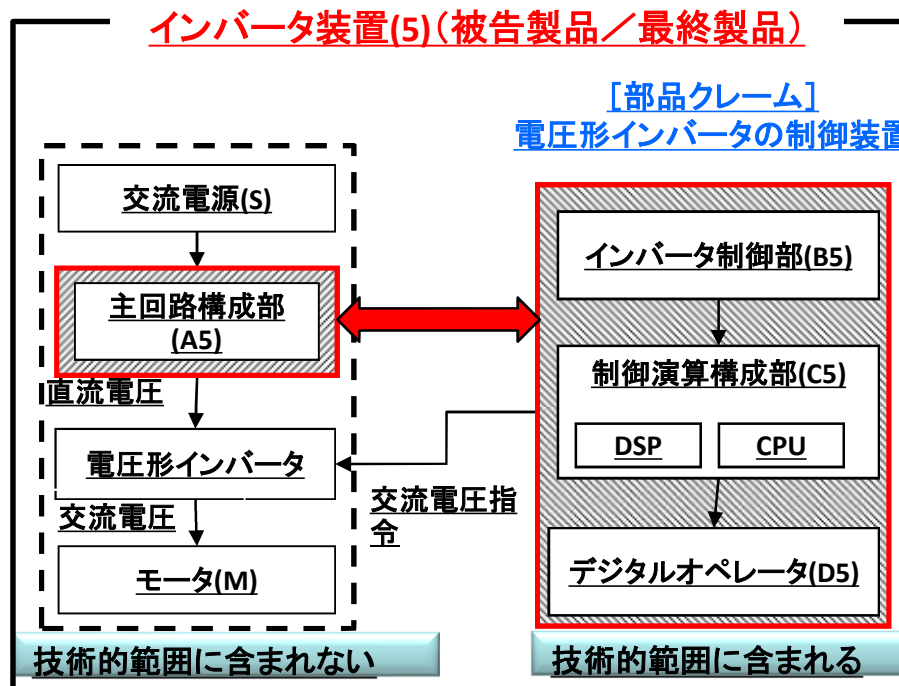 インバータ装置(5)(被告製品／最終製品)
[部品クレーム]
電圧形インバータの制御装置
交流電源(S)
主回路構成部
(A5)
直流電圧
電圧形インバータ
交流電圧
モータ(M)
技術的範囲に含まれない
交流電圧指
令
インバータ制御部(B5)
制御演算構成部(C5)
DSP
CPU
デジタルオペレータ(D5)
技術的範囲に含まれる